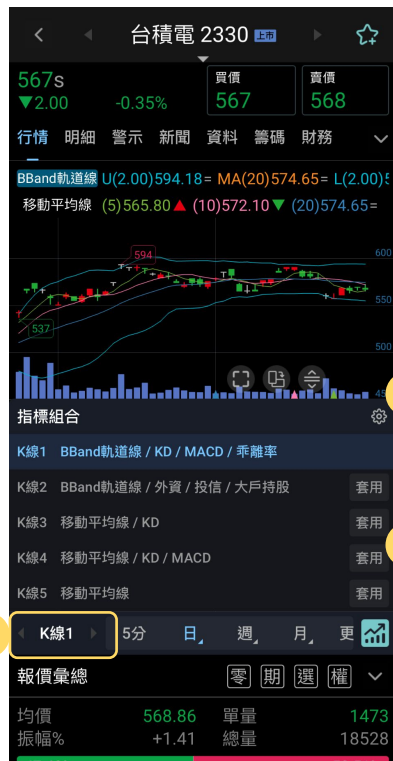 台積電 2330 上市
567s 買價 賣價
▼2.00 -0.35% 567 568
行情 明細 警示 新聞 資料 籌碼 財務
BBand軌道線 U(2.00)594.18= MA(20)574.65= L(2.00)5
移動平均線 (5)565.80▲ (10)572.10▼ (20)574.65=
600
594
550
537
500
45
指標組合
K線1 BBand軌道線 / KD / MACD / 乖離率
K線2 BBand軌道線 / 外資 / 投信 / 大戶持股 套用
K線3 移動平均線 / KD 套用
K線4 移動平均線 / KD / MACD 套用
K線5 移動平均線 套用
K線1 5分 日 週 月 更
報價彙總 零 期 選 權
均價 568.86 單量 1473
振幅% +1.41 總量 18528